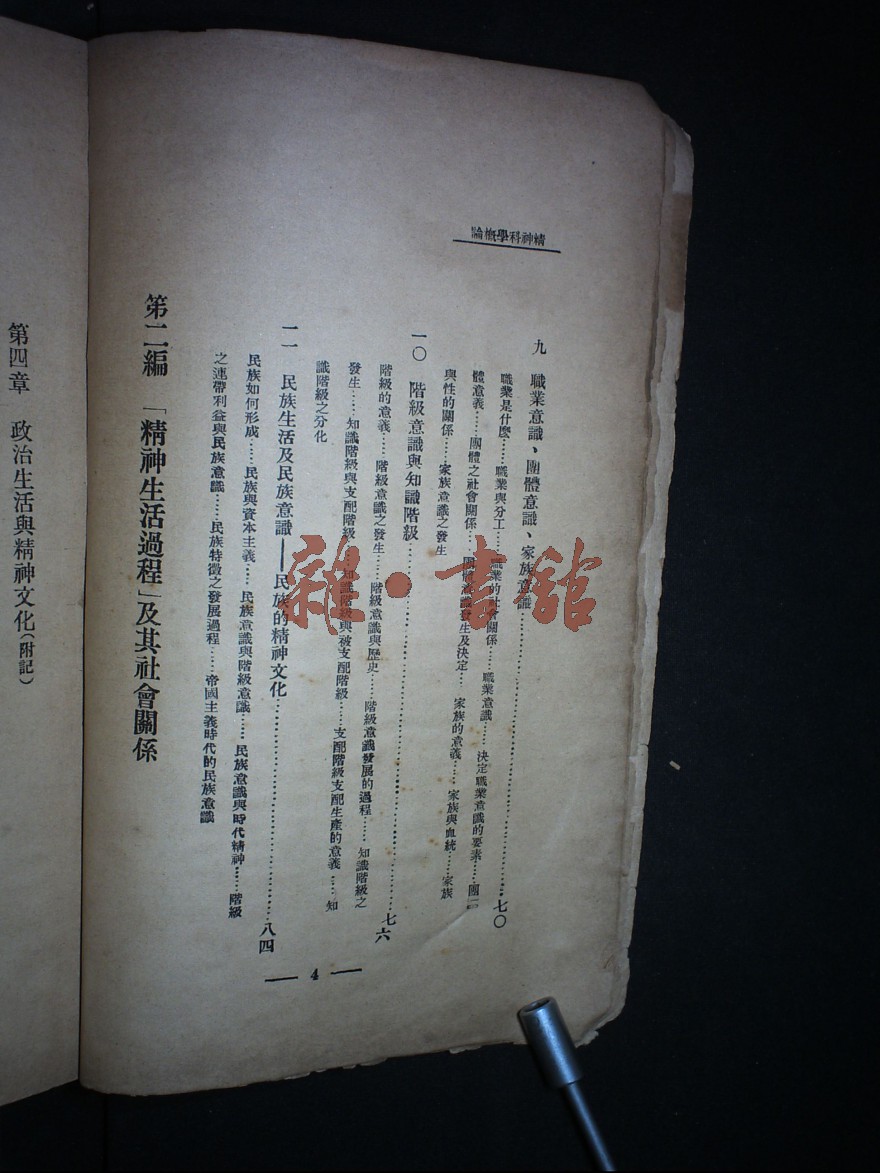 精神科學概論
九　職業意識、團體意識、家族意識……七〇
職業是什麼……職業與分工……職業的社會關係……職業意識……決定職業意識的要素……團
體意義……團體之社會關係……團體意識發生及決定……家族的意義……家族與血統……家族
與性的關係……家族意識之發生
一〇　階級意識與知識階級……七六
階級的意義……階級意識之發生……階級意識與歷史……階級意識發展的過程……知識階級之
發生……知識階級與支配階級……知識階級與被支配階級……支配階級支配生產的意義……知
識階級之分化
一一　民族生活及民族意識——民族的精神文化……八四
民族如何形成……民族與資本主義……民族意識與階級意識……民族意識與時代精神……階級
之連帶利益與民族意識……民族特徵之發展過程……帝國主義時代的民族意識
第二編　「精神生活過程」及其社會關係
— 4 —
第四章　政治生活與精神文化（附記）
雜·書館